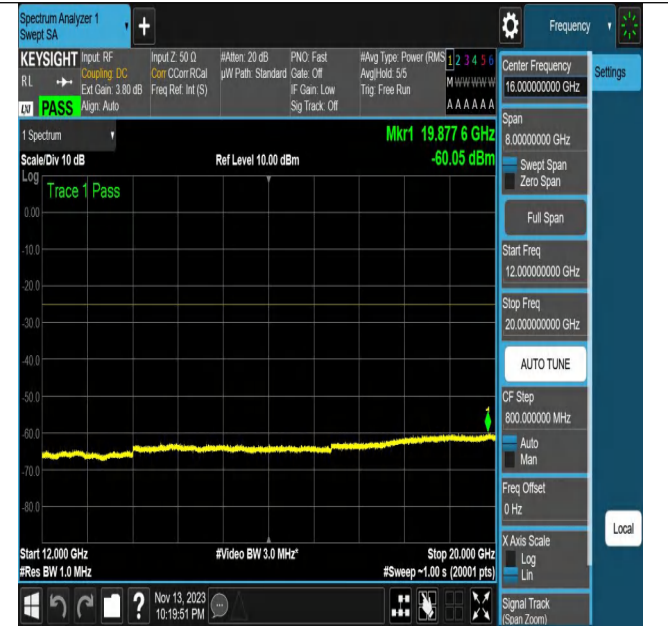 Spectrum Analyzer 1
Swept SA
+
Frequency
KEYSIGHT
RL
LXI
PASS
Input: RF
Coupling: DC
Ext Gain: 3.80 dB
Align: Auto
Input Z: 50 Ω
Corr CCorr RCal
Freq Ref: Int (S)
#Atten: 20 dB
µW Path: Standard
PNO: Fast
Gate: Off
IF Gain: Low
Sig Track: Off
#Avg Type: Power (RMS
Avg|Hold: 5/5
Trig: Free Run
1 2 3 4 5 6
M W W W W W
A A A A A A
1 Spectrum
Scale/Div 10 dB
Ref Level 10.00 dBm
Mkr1 19.877 6 GHz
-60.05 dBm
Log
Trace 1 Pass
0.00
-10.0
-20.0
-30.0
-40.0
-50.0
-60.0
-70.0
-80.0
1
Start 12.000 GHz
#Res BW 1.0 MHz
#Video BW 3.0 MHz*
Stop 20.000 GHz
#Sweep ~1.00 s (20001 pts)
Nov 13, 2023
10:19:51 PM
?
Center Frequency
16.000000000 GHz
Settings
Span
8.00000000 GHz
Swept Span
Zero Span
Full Span
Start Freq
12.000000000 GHz
Stop Freq
20.000000000 GHz
AUTO TUNE
CF Step
800.000000 MHz
Auto
Man
Freq Offset
0 Hz
X Axis Scale
Log
Lin
Local
Signal Track
(Span Zoom)